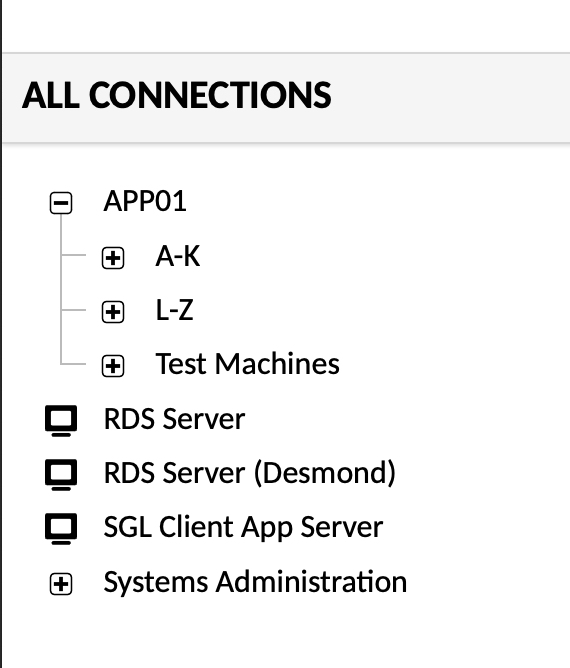 ALL CONNECTIONS
APP01
A-K
L-Z
Test Machines
RDS Server
RDS Server (Desmond)
SGL Client App Server
Systems Administration